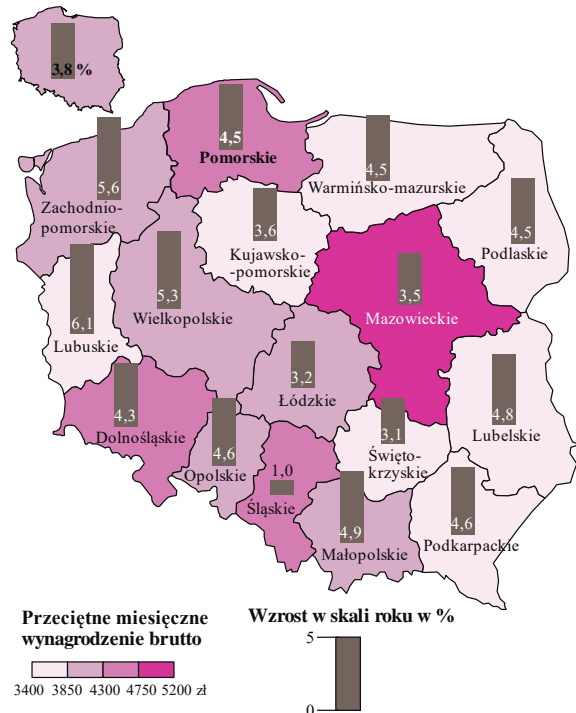 3,8 %
4,5
Pomorskie
4,5
Warmińsko-mazurskie
5,6
Zachodnio-
pomorskie
3,6
Kujawsko-
-pomorskie
4,5
Podlaskie
6,1
Lubuskie
5,3
Wielkopolskie
3,5
Mazowieckie
4,3
Dolnośląskie
3,2
Łódzkie
4,8
Lubelskie
4,6
Opolskie
1,0
Śląskie
3,1
Święto-
krzyskie
4,9
Małopolskie
4,6
Podkarpackie
Przeciętne miesięczne
wynagrodzenie brutto
3400 3850 4300 4750 5200 zł
Wzrost w skali roku w %
5
0